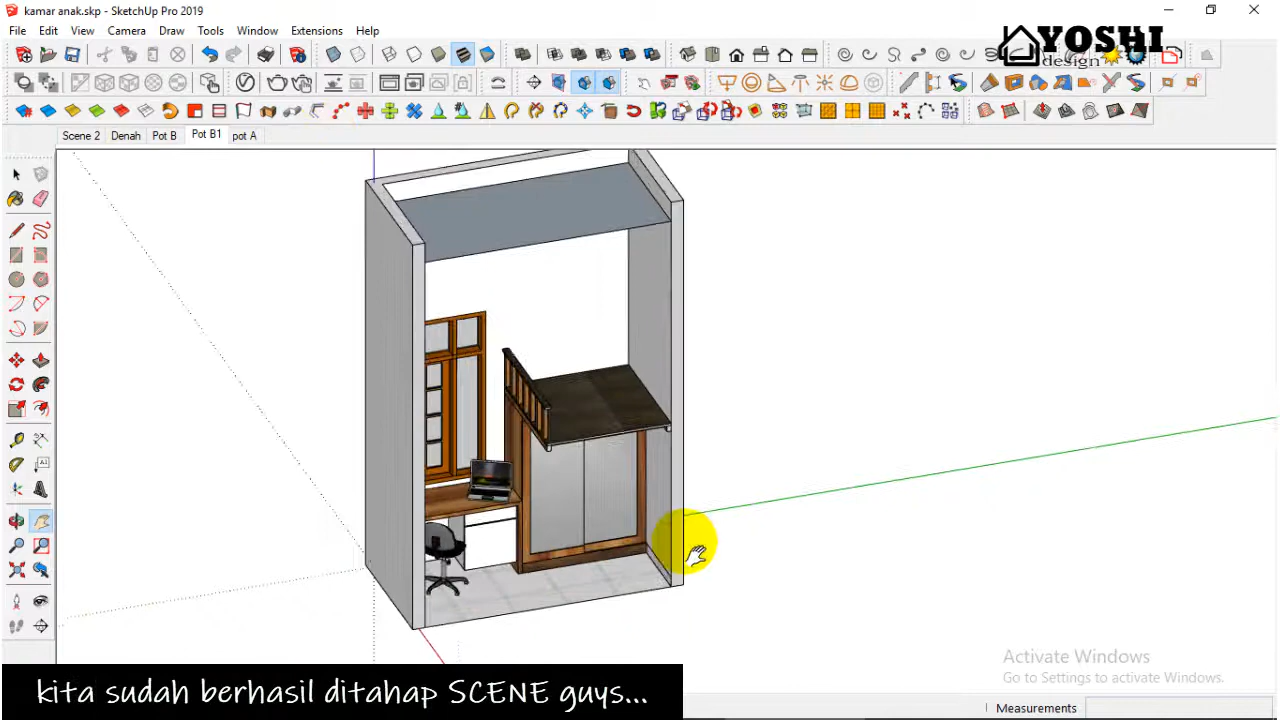 kamar anak.skp - SketchUp Pro 2019
File Edit View Camera Draw Tools Window Extensions Help
YOSHI
design
Scene 2 Denah Pot B Pot B1 pot A
Activate Windows
Go to Settings to activate Windows.
kita sudah berhasil ditahap SCENE guys...
Measurements